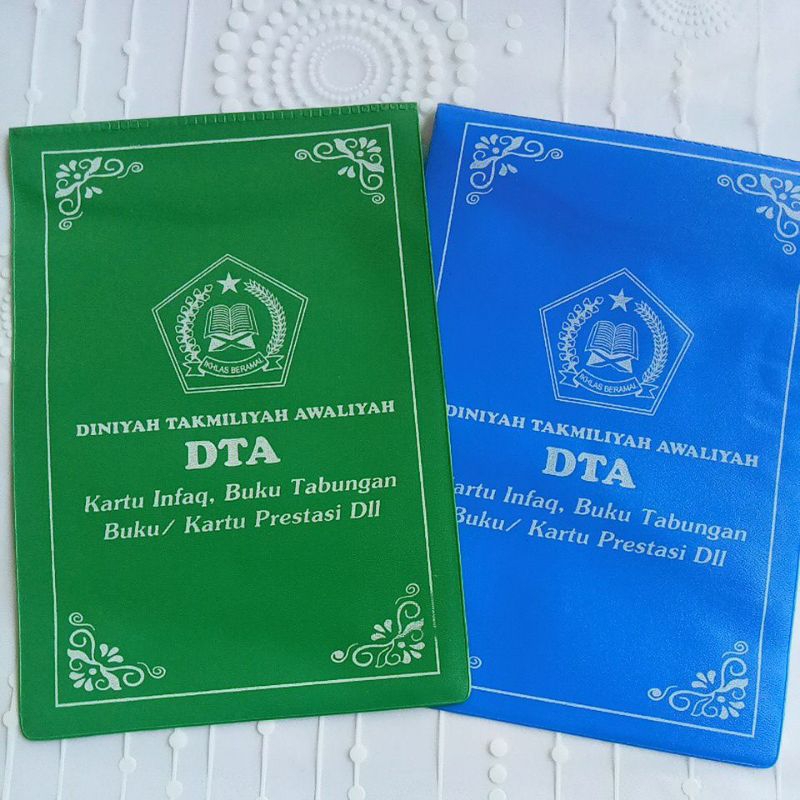 IKHLAS BERAMAL
DINIYAH TAKMILIYAH AWALIYAH
DTA
Kartu Infaq, Buku Tabungan
Buku/ Kartu Prestasi Dll
IKHLAS BERAMAL
DINIYAH TAKMILIYAH AWALIYAH
DTA
artu Infaq, Buku Tabungan
Buku/ Kartu Prestasi Dll